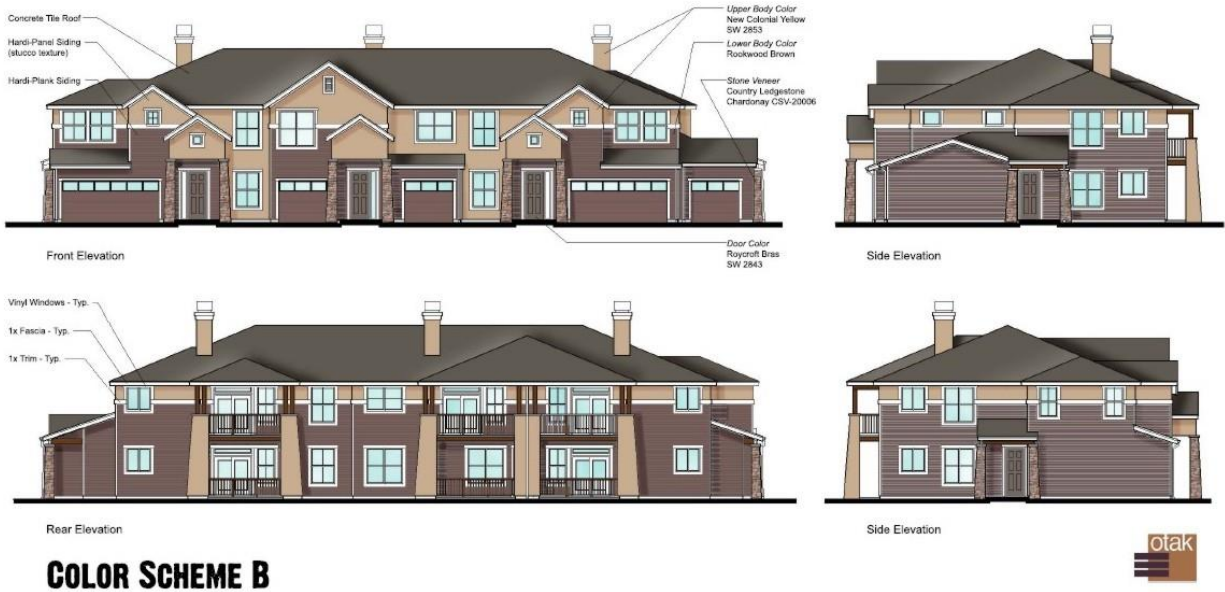 Concrete Tile Roof
Hardi-Panel Siding
(stucco texture)
Hardi-Plank Siding
Upper Body Color
New Colonial Yellow
SW 2853
Lower Body Color
Rookwood Brown
Stone Veneer
Country Ledgestone
Chardonay CSV-20006
Door Color
Roycroft Bras
SW 2843
Front Elevation
Side Elevation
Vinyl Windows - Typ.
1x Fascia - Typ.
1x Trim - Typ.
Rear Elevation
Side Elevation
COLOR SCHEME B
otak